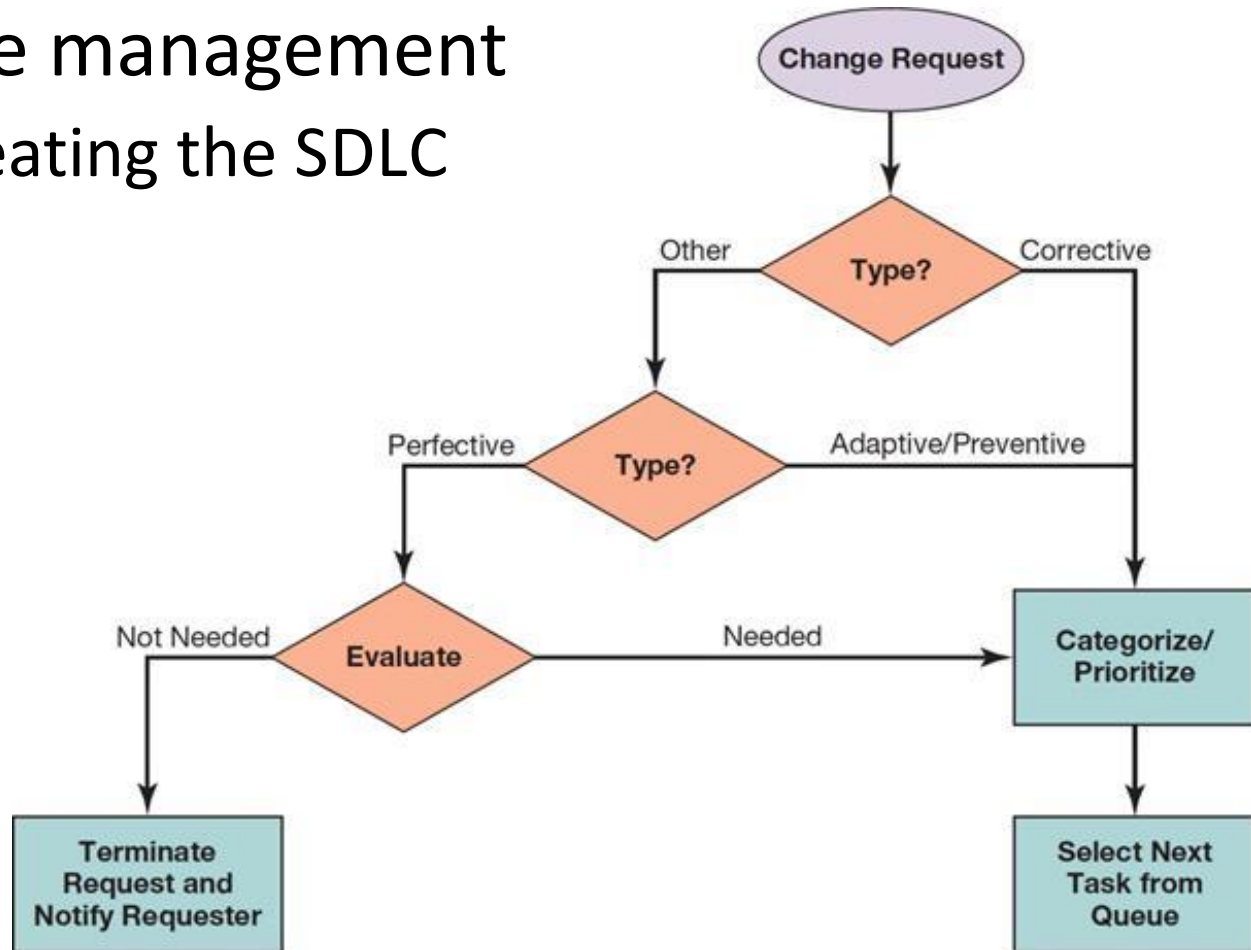 e management
eating the SDLC
Change Request
Other
Type?
Corrective
Perfective
Type?
Adaptive/Preventive
Not Needed
Evaluate
Needed
Categorize/
Prioritize
Terminate
Request and
Notify Requester
Select Next
Task from
Queue